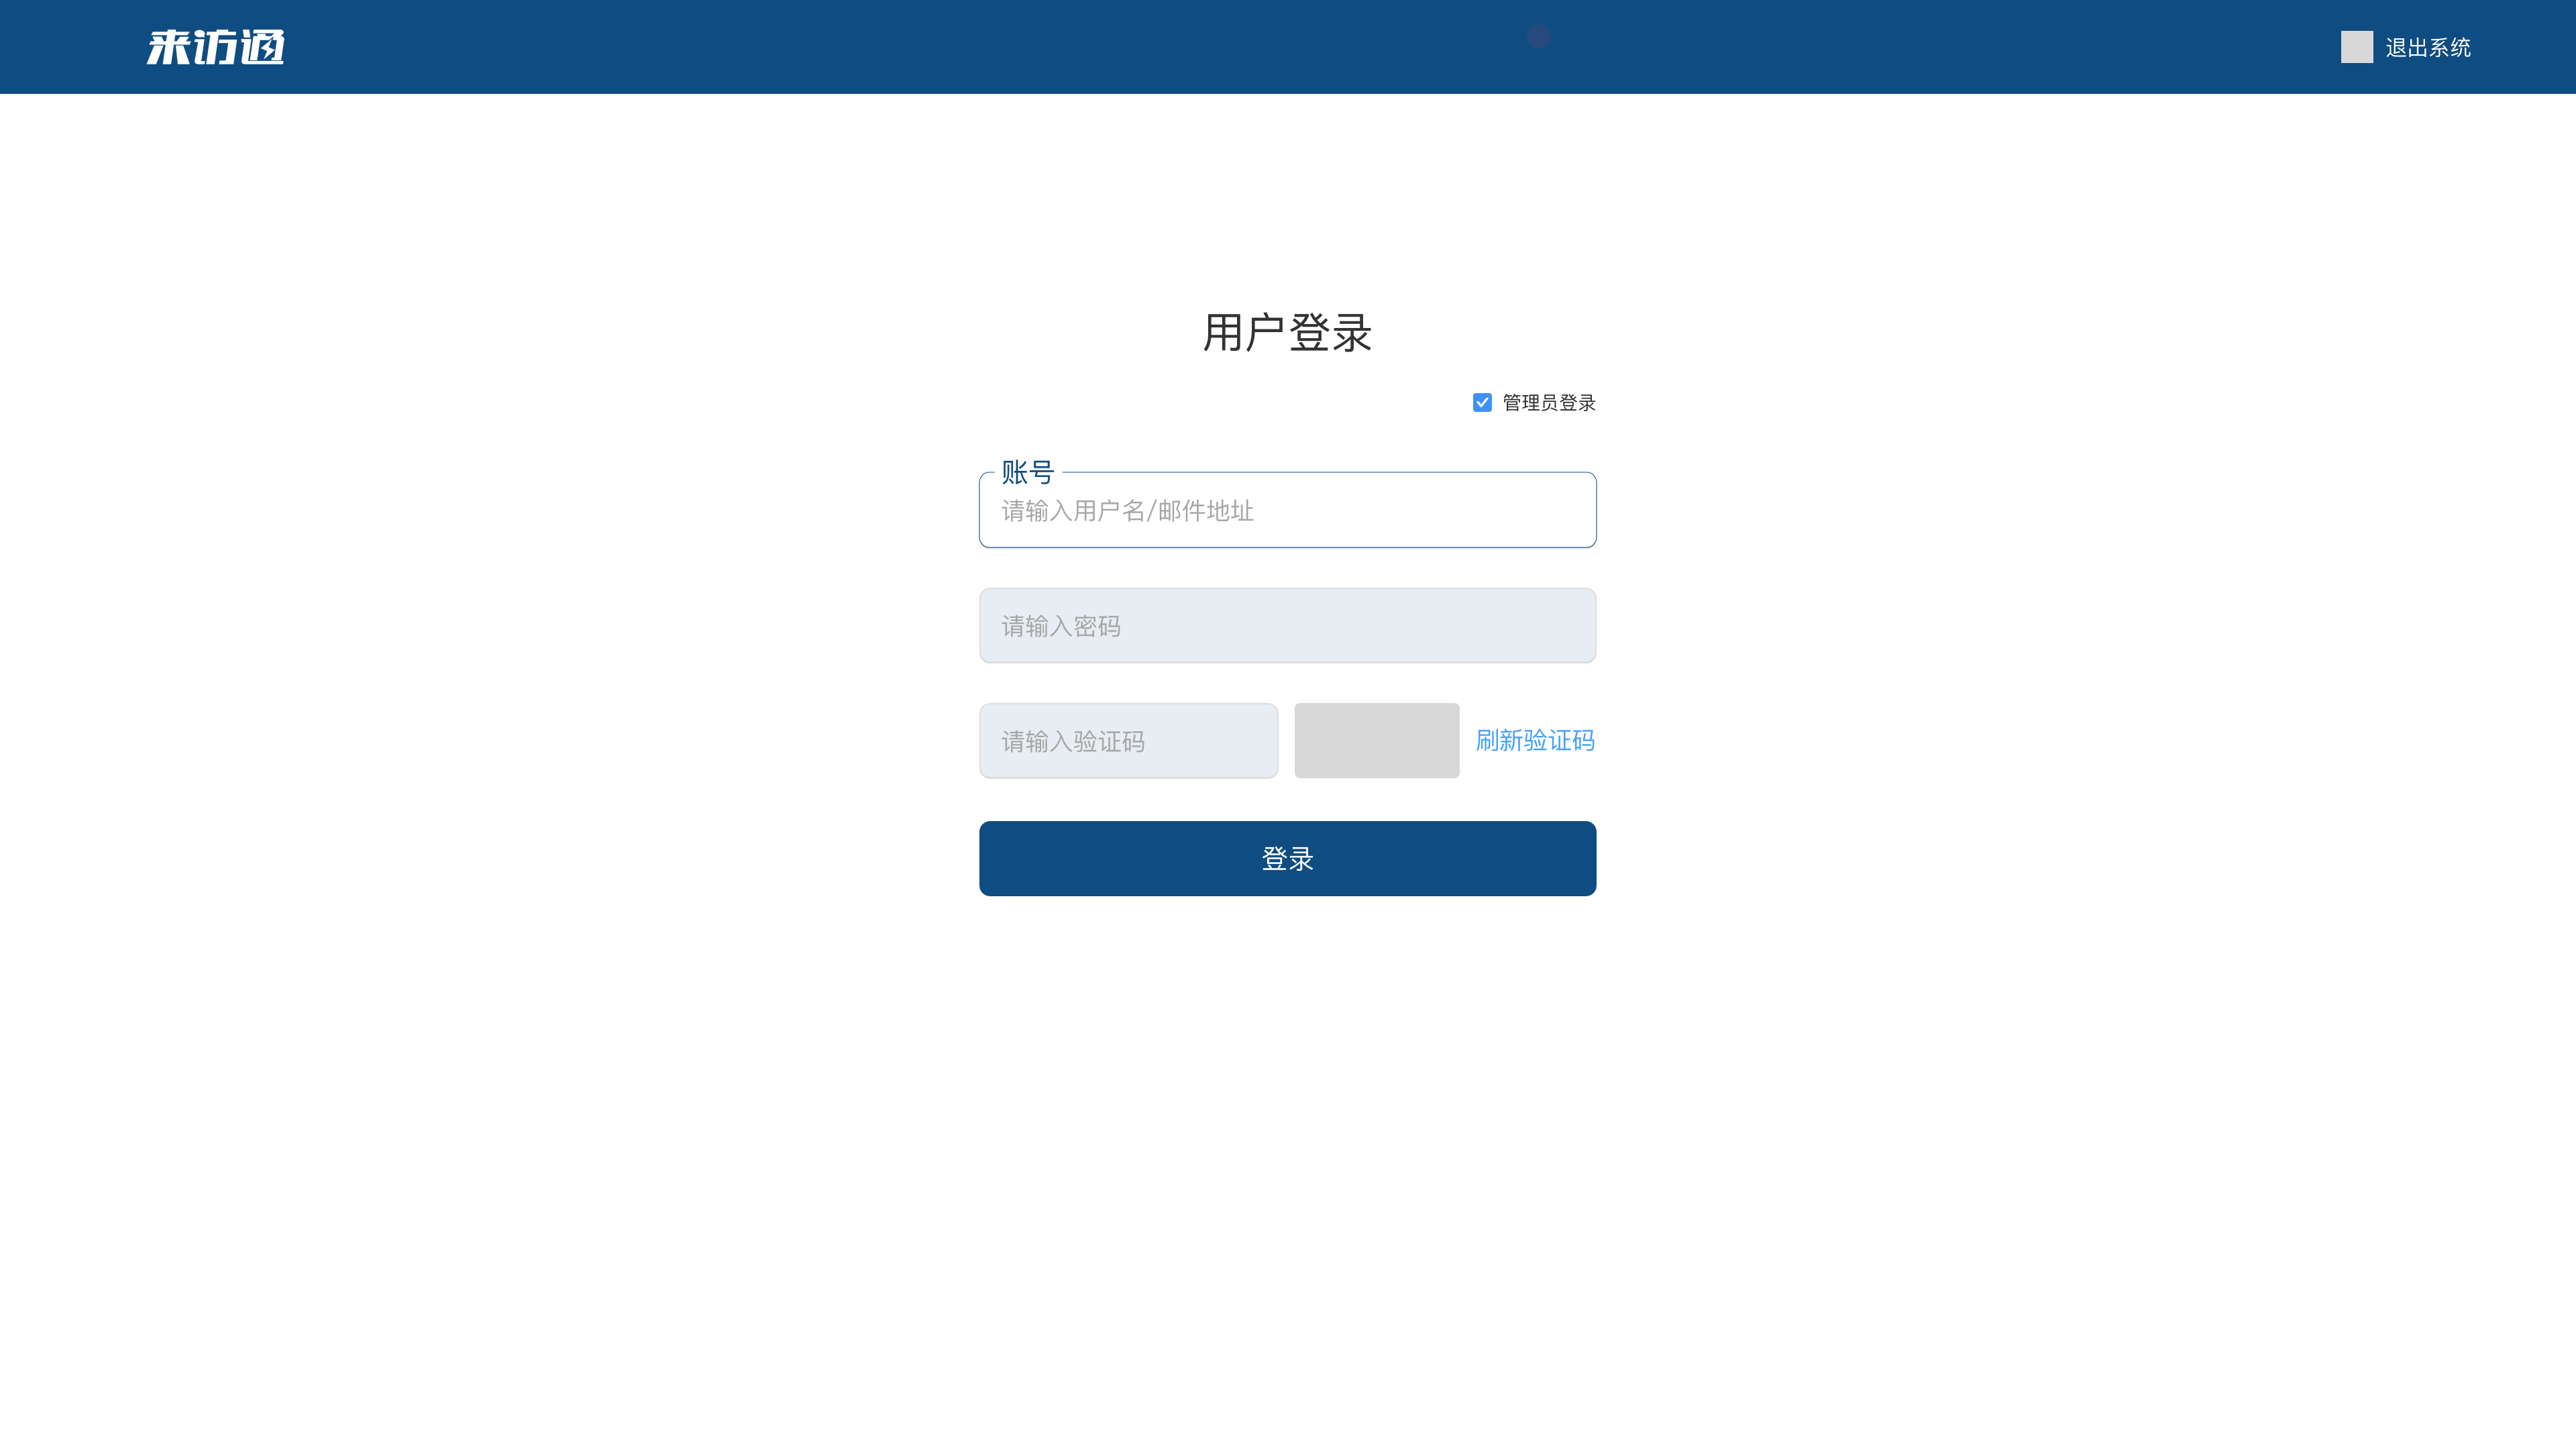 来访通
退出系统
用户登录
管理员登录
账号
请输入用户名/邮件地址
请输入密码
请输入验证码
刷新验证码
登录